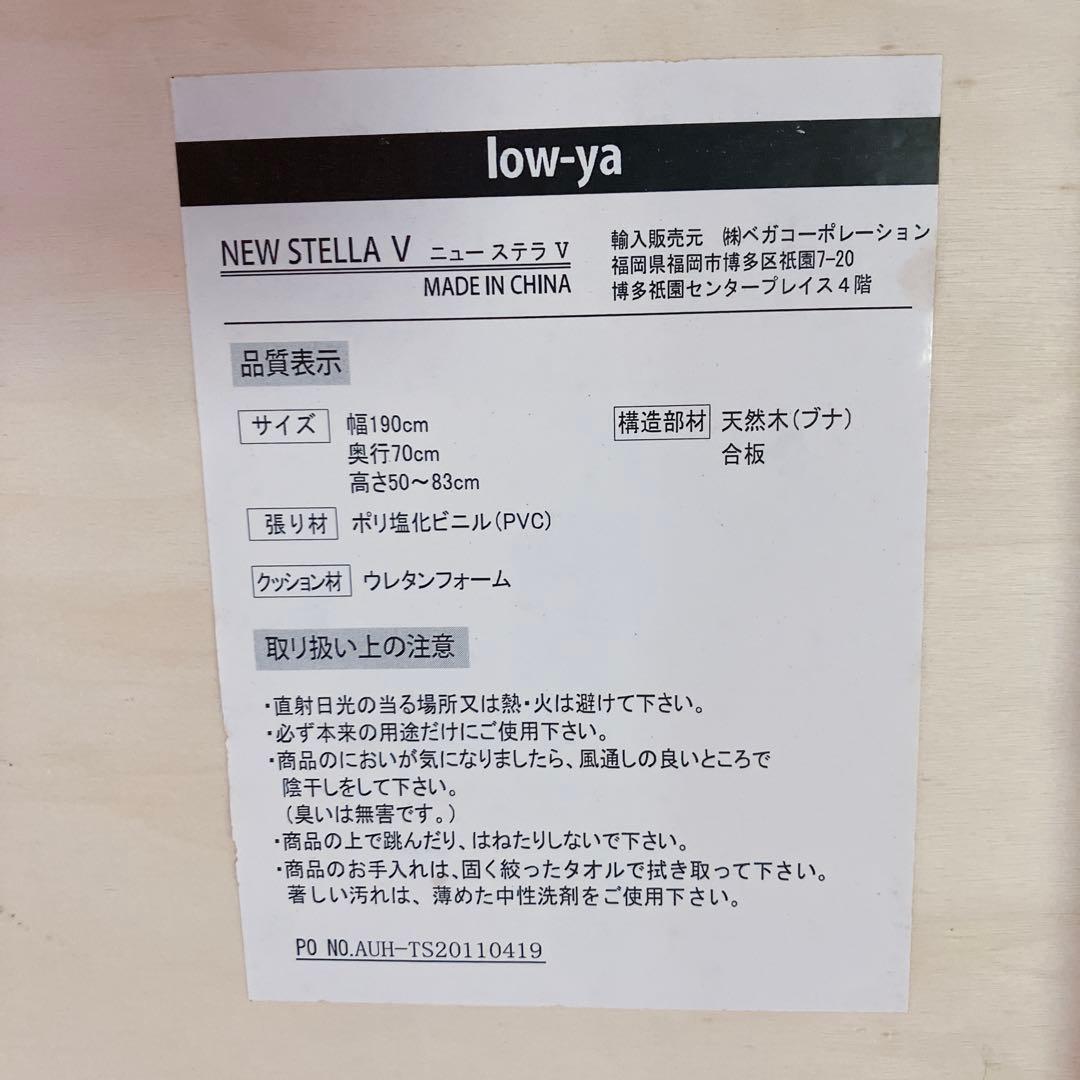 low-ya
NEW STELLA V ニュー ステラ V
MADE IN CHINA
輸入販売元 ㈱ベガコーポレーション
福岡県福岡市博多区祇園7-20
博多祇園センタープレイス4階
品質表示
サイズ 幅190cm
奥行70cm
高さ50～83cm
構造部材 天然木(ブナ)
合板
張り材 ポリ塩化ビニル(PVC)
クッション材 ウレタンフォーム
取り扱い上の注意
・直射日光の当る場所又は熱・火は避けて下さい。
・必ず本来の用途だけにご使用下さい。
・商品のにおいが気になりましたら、風通しの良いところで
陰干しをして下さい。
(臭いは無害です。)
・商品の上で跳んだり、はねたりしないで下さい。
・商品のお手入れは、固く絞ったタオルで拭き取って下さい。
著しい汚れは、薄めた中性洗剤をご使用下さい。
PO NO.AUH-TS20110419